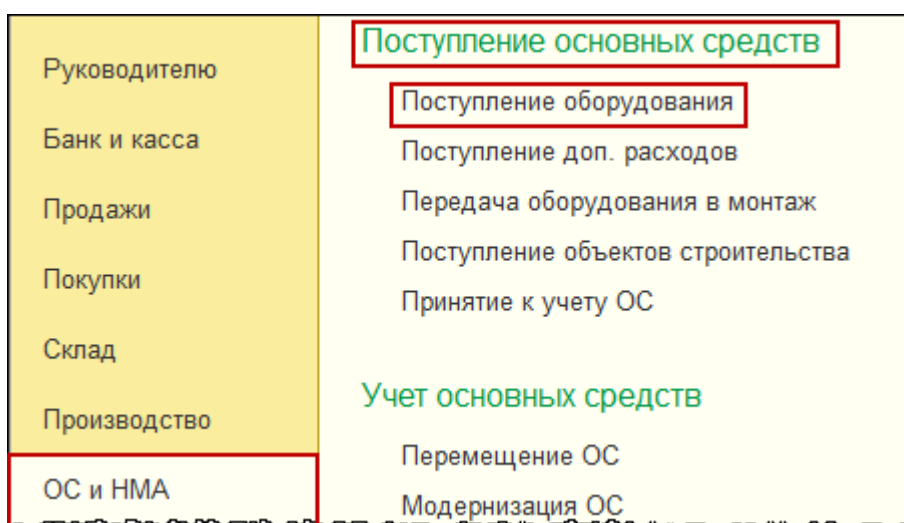 Руководителю
Банк и касса
Продажи
Покупки
Склад
Производство
ОС и НМА
Поступление основных средств
Поступление оборудования
Поступление доп. расходов
Передача оборудования в монтаж
Поступление объектов строительства
Принятие к учету ОС
Учет основных средств
Перемещение ОС
Модернизация ОС